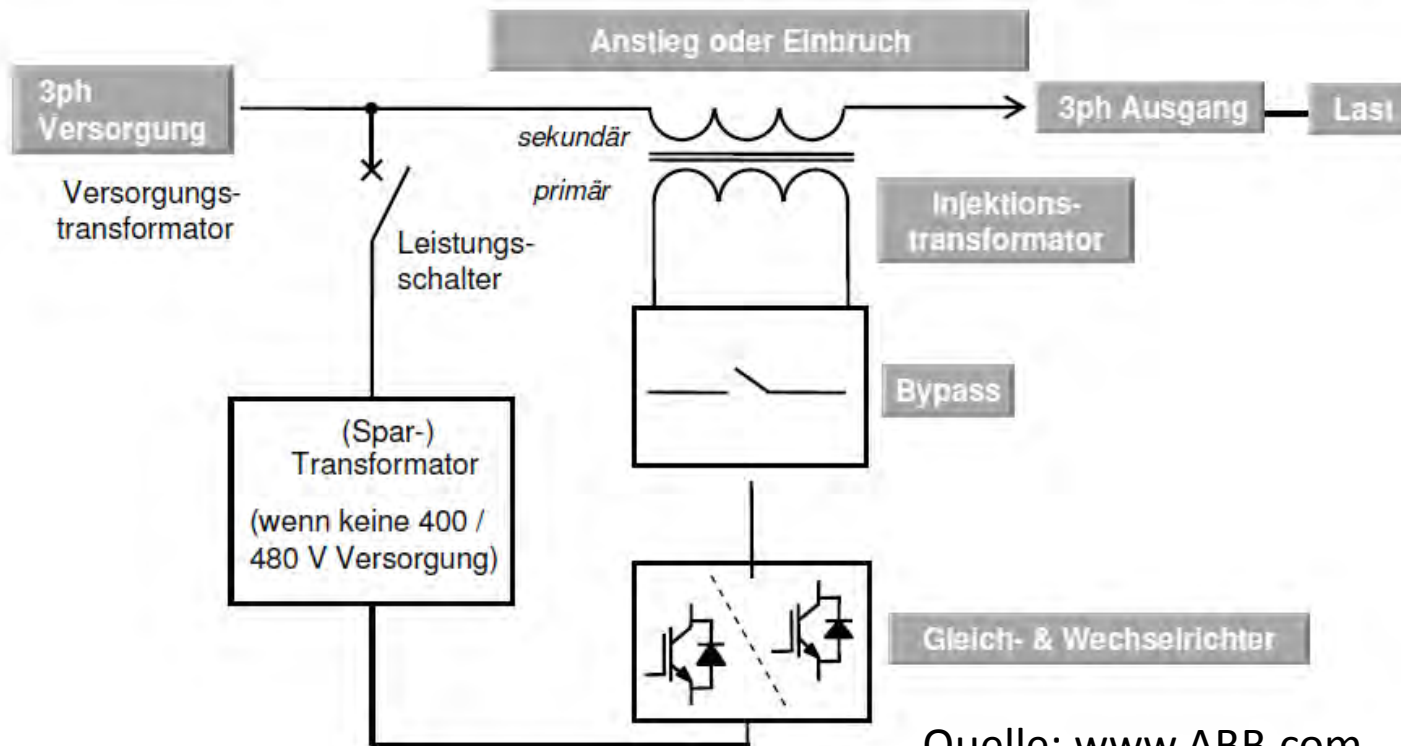 Anstieg oder Einbruch
3ph
Versorgung
3ph Ausgang
Last
sekundär
primär
Versorgungs-
transformator
Leistungs-
schalter
Injektions-
transformator
Bypass
(Spar-)
Transformator
(wenn keine 400 /
480 V Versorgung)
Gleich- & Wechselrichter
Quelle: www.ABB.com